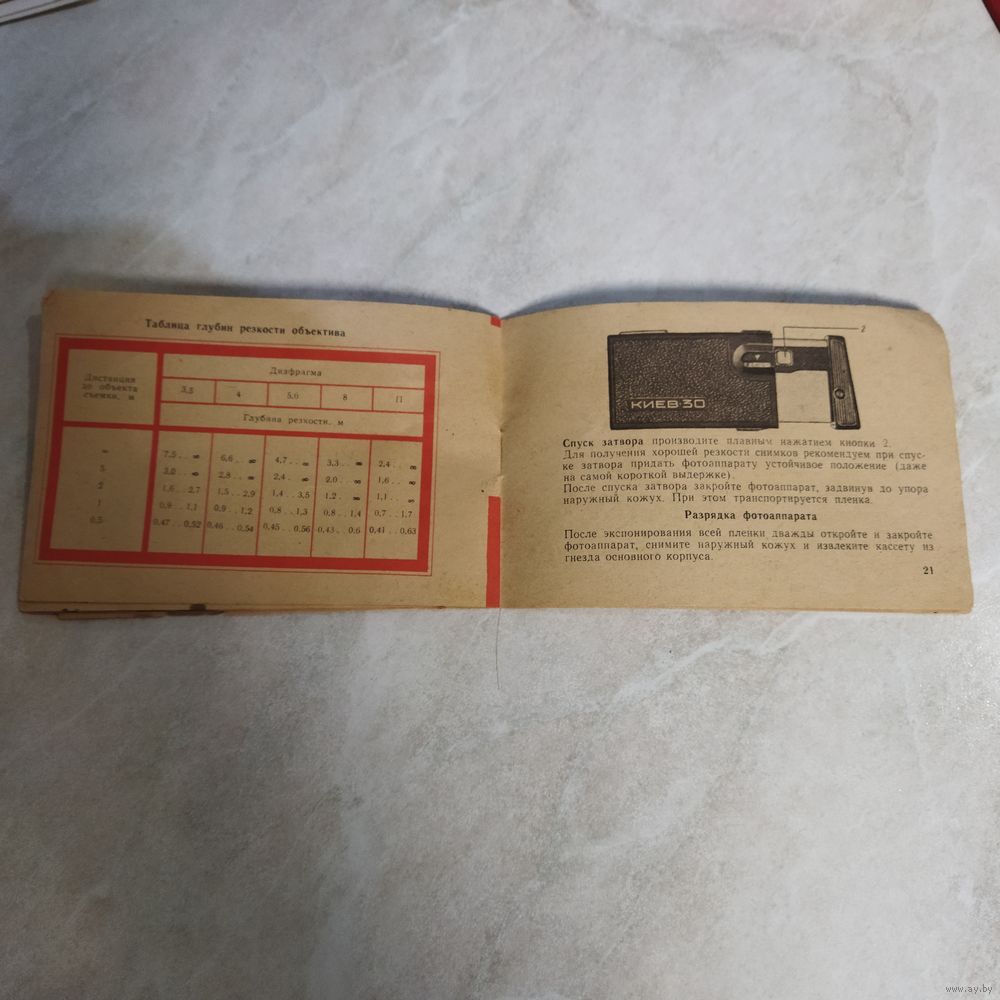 Таблица глубин резкости объектива
Дистанция
до объекта
съемки, м
Диафрагма
3,5 4 5,6 8 11
Глубина резкости, м
∞ 7,5 . . ∞ 6,6 . . ∞ 4,7 . . ∞ 3,3 . . ∞ 2,4 . . ∞
5 3,0 . . ∞ 2,8 . . ∞ 2,4 . . ∞ 2.0 . . ∞ 1,6 . . ∞
2 1,6 . . 2,7 1,5 . . 2,9 1,4 . . 3,5 1,2 . . ∞ 1,1 . . ∞
1 0,9 . . 1,1 0,9 . . 1,2 0,8 . . 1,3 0,8 . . 1,4 0,7 . . 1,7
0,5 0,47 . . 0,52 0,46 . . 0,54 0,45 . . 0,56 0,43 . . 0,6 0,41 . . 0,63
2
КИЕВ-30
Спуск затвора производите плавным нажатием кнопки 2.
Для получения хорошей резкости снимков рекомендуем при спус-
ке затвора придать фотоаппарату устойчивое положение (даже
на самой короткой выдержке).
После спуска затвора закройте фотоаппарат, задвинув до упора
наружный кожух. При этом транспортируется пленка.
Разрядка фотоаппарата
После экспонирования всей пленки дважды откройте и закройте
фотоаппарат, снимите наружный кожух и извлеките кассету из
гнезда основного корпуса.
21
www.ay.by